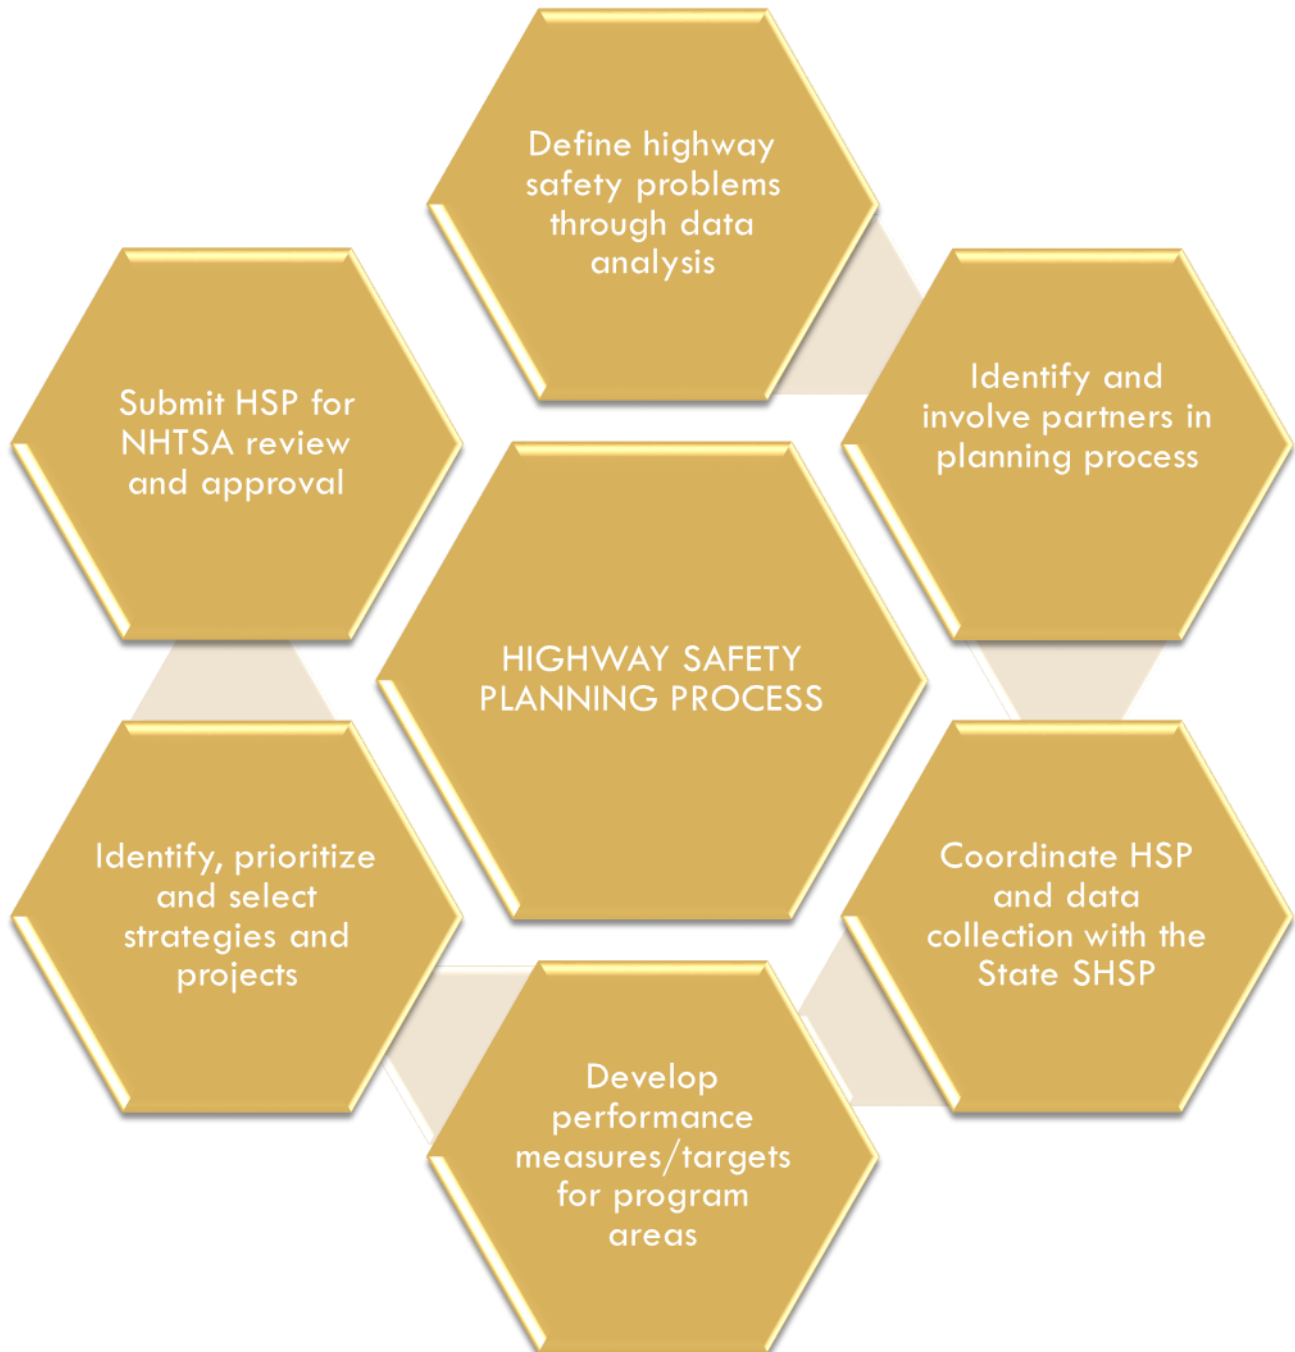 Define highway
safety problems
through data
analysis
Identify and
involve partners in
planning process
Coordinate HSP
and data
collection with the
State SHSP
Develop
performance
measures/targets
for program
areas
Identify, prioritize
and select
strategies and
projects
Submit HSP for
NHTSA review
and approval
HIGHWAY SAFETY
PLANNING PROCESS